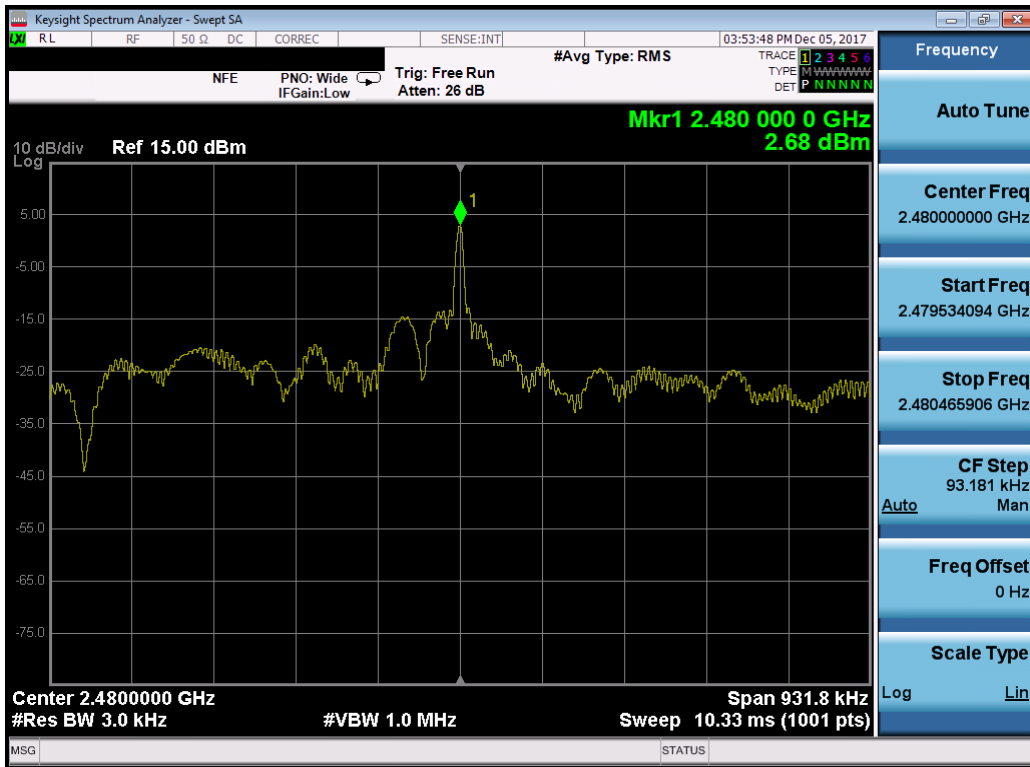 Keysight Spectrum Analyzer - Swept SA
LXI RL RF 50 Ω DC CORREC SENSE:INT 03:53:48 PM Dec 05, 2017
#Avg Type: RMS
TRACE 1 2 3 4 5 6
NFE PNO: Wide Trig: Free Run TYPE M W W W W W
IFGain:Low Atten: 26 dB DET P N N N N N
Mkr1 2.480 000 0 GHz
2.68 dBm
10 dB/div Ref 15.00 dBm
Log
1
5.00
-5.00
-15.0
-25.0
-35.0
-45.0
-55.0
-65.0
-75.0
Center 2.4800000 GHz Span 931.8 kHz
#Res BW 3.0 kHz #VBW 1.0 MHz Sweep 10.33 ms (1001 pts)
MSG STATUS
Frequency
Auto Tune
Center Freq
2.480000000 GHz
Start Freq
2.479534094 GHz
Stop Freq
2.480465906 GHz
CF Step
93.181 kHz
Auto Man
Freq Offset
0 Hz
Scale Type
Log Lin